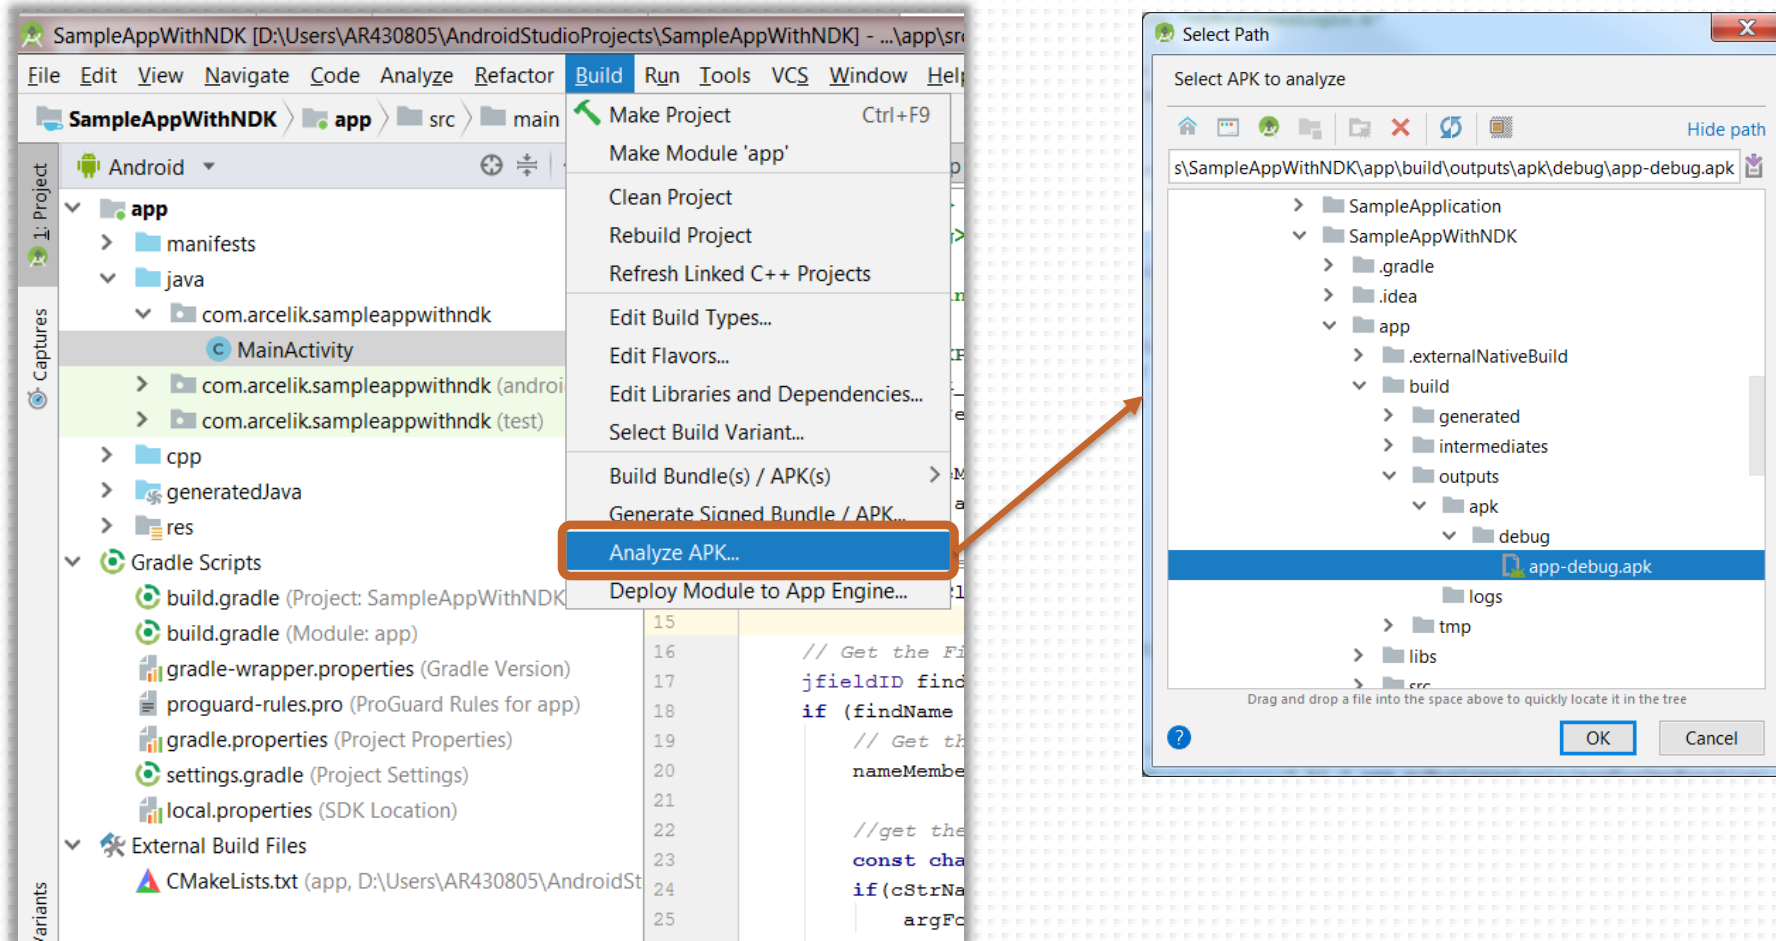 SampleAppWithNDK [D:\Users\AR430805\AndroidStudioProjects\SampleAppWithNDK] - ...\app\src
File Edit View Navigate Code Analyze Refactor Build Run Tools VCS Window Help
SampleAppWithNDK app src main
Android
1: Project
Captures
Variants
app
manifests
java
com.arcelik.sampleappwithndk
MainActivity
com.arcelik.sampleappwithndk (androi
com.arcelik.sampleappwithndk (test)
cpp
generatedJava
res
Gradle Scripts
build.gradle (Project: SampleAppWithNDK
build.gradle (Module: app)
gradle-wrapper.properties (Gradle Version)
proguard-rules.pro (ProGuard Rules for app)
gradle.properties (Project Properties)
settings.gradle (Project Settings)
local.properties (SDK Location)
External Build Files
CMakeLists.txt (app, D:\Users\AR430805\AndroidSt
Make Project Ctrl+F9
Make Module 'app'
Clean Project
Rebuild Project
Refresh Linked C++ Projects
Edit Build Types...
Edit Flavors...
Edit Libraries and Dependencies...
Select Build Variant...
Build Bundle(s) / APK(s)
Generate Signed Bundle / APK...
Analyze APK...
Deploy Module to App Engine...
15
16 // Get the Fi
17 jfieldID find
18 if (findName
19 // Get th
20 nameMembe
21
22 //get the
23 const cha
24 if(cStrNa
25 argFo
Select Path
Select APK to analyze
Hide path
s\SampleAppWithNDK\app\build\outputs\apk\debug\app-debug.apk
SampleApplication
SampleAppWithNDK
.gradle
.idea
app
.externalNativeBuild
build
generated
intermediates
outputs
apk
debug
app-debug.apk
logs
tmp
libs
src
Drag and drop a file into the space above to quickly locate it in the tree
? OK Cancel